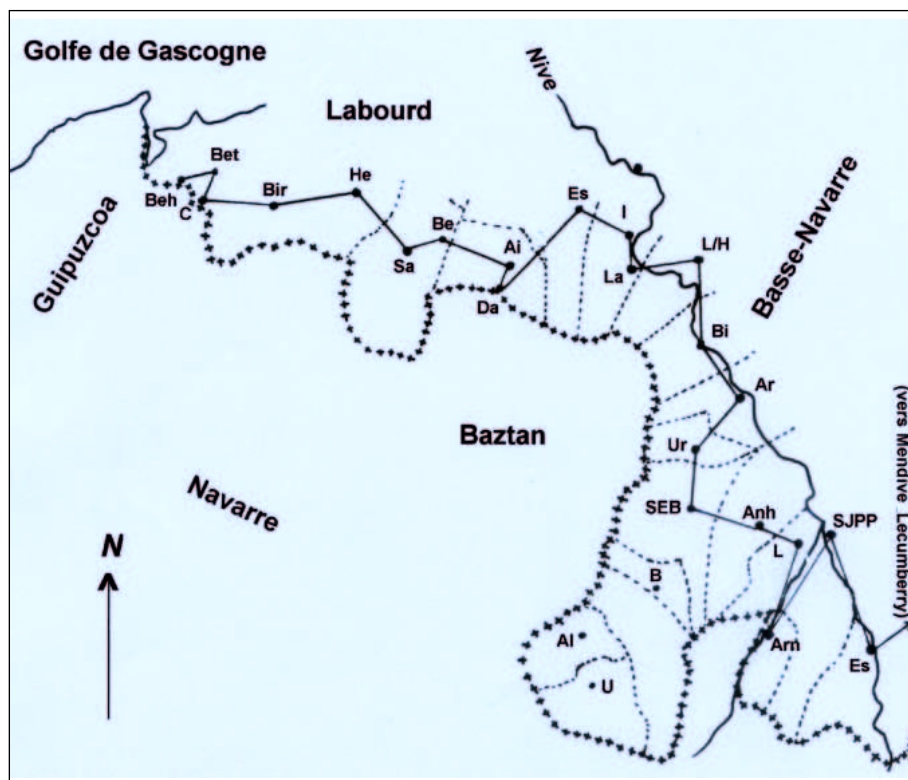 Golfe de Gascogne
Labourd
Nive
Basse-Navarre
Guipuzcoa
Navarre
Baztan
(vers Mendive Lecumberry)
N
Bet
Beh
C
Bir
He
Sa
Be
Ai
Da
Es
I
La
L/H
Bi
Ar
Ur
SEB
Anh
L
SJPP
B
Al
U
Arn
Es